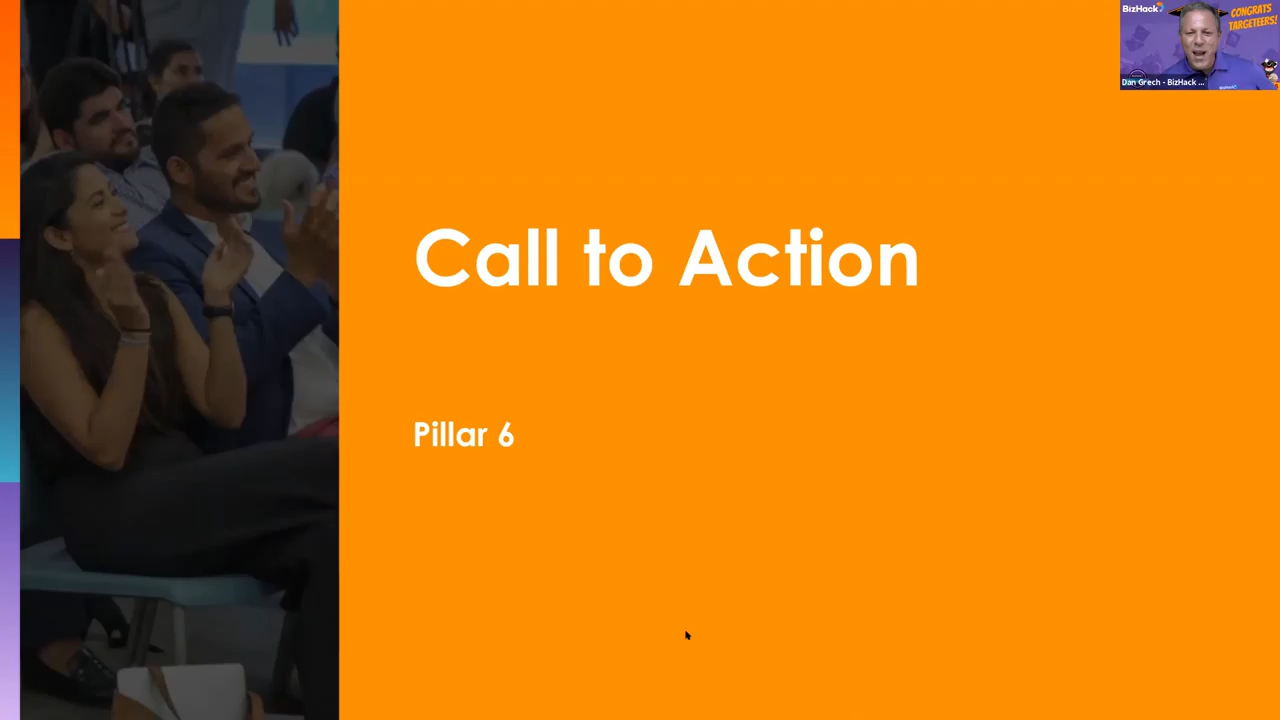 BizHack
CONGRATS
TARGETEERS!
Dan Grech - BizHack ...
Call to Action
Pillar 6